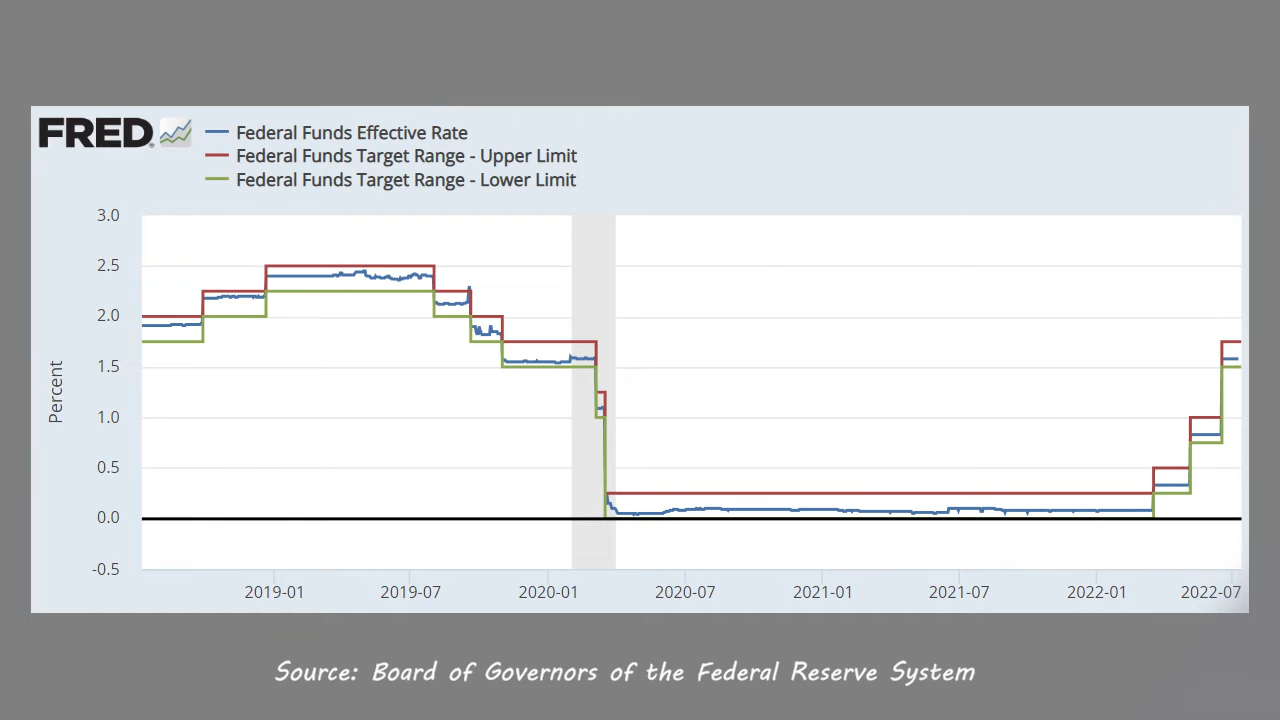 FRED
Federal Funds Effective Rate
Federal Funds Target Range - Upper Limit
Federal Funds Target Range - Lower Limit
3.0
2.5
2.0
1.5
1.0
0.5
0.0
-0.5
Percent
2019-01 2019-07 2020-01 2020-07 2021-01 2021-07 2022-01 2022-07
Source: Board of Governors of the Federal Reserve System